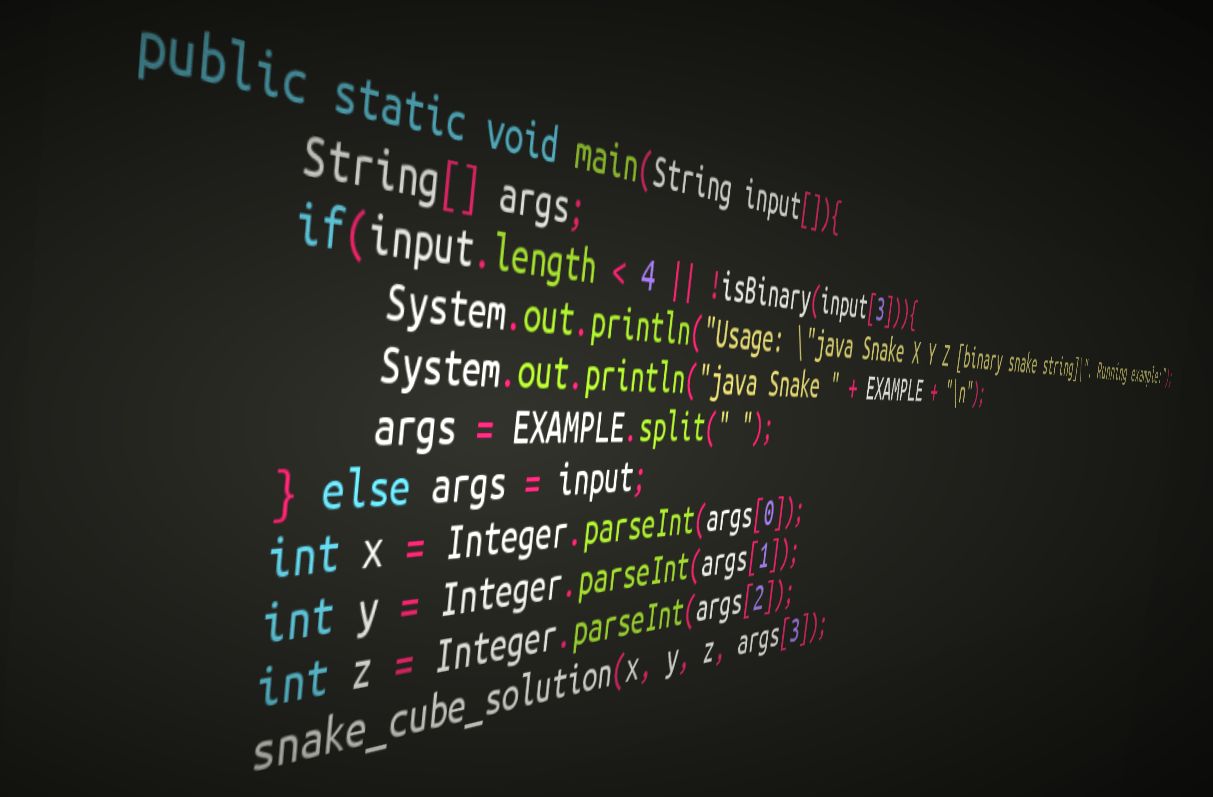 public static void main(String input[]){
String[] args;
if(input.length < 4 || !isBinary(input[3])){
System.out.println("Usage: \"java Snake X Y Z [binary snake string]\". Running example:");
System.out.println("java Snake " + EXAMPLE + "\n");
args = EXAMPLE.split(" ");
} else args = input;
int x = Integer.parseInt(args[0]);
int y = Integer.parseInt(args[1]);
int z = Integer.parseInt(args[2]);
snake_cube_solution(x, y, z, args[3]);